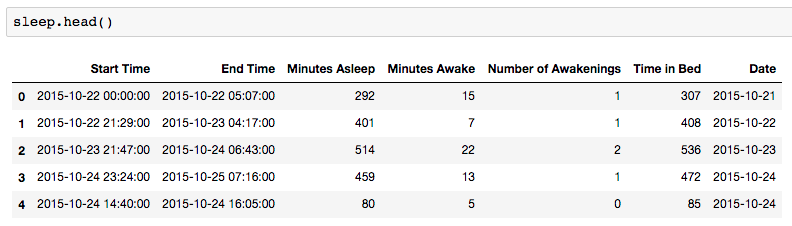 sleep.head()
Start Time End Time Minutes Asleep Minutes Awake Number of Awakenings Time in Bed Date
0 2015-10-22 00:00:00 2015-10-22 05:07:00 292 15 1 307 2015-10-21
1 2015-10-22 21:29:00 2015-10-23 04:17:00 401 7 1 408 2015-10-22
2 2015-10-23 21:47:00 2015-10-24 06:43:00 514 22 2 536 2015-10-23
3 2015-10-24 23:24:00 2015-10-25 07:16:00 459 13 1 472 2015-10-24
4 2015-10-24 14:40:00 2015-10-24 16:05:00 80 5 0 85 2015-10-24